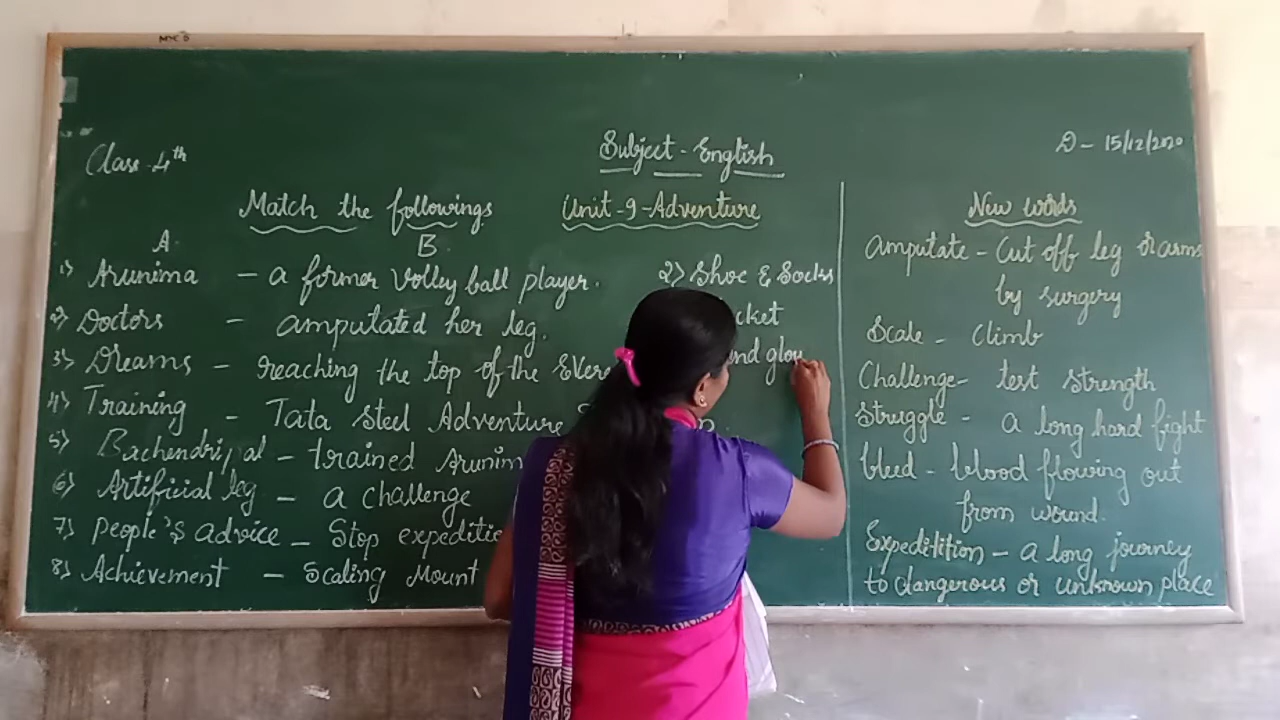 Class-4th
Subject-English
D-15/12/2020
Match the followings
Unit-9-Adventure
A
B
1) Arunima - a former volley ball player.
2) Doctors - amputated her leg.
3) Dreams - reaching the top of the
4) Training - Tata steel Adventure
5) Bachendri pal - trained
6) Artificial leg - a challenge
7) people's advice - Stop
8) Achievement - Scaling Mount
2) Shoe & Socks
New words
amputate - cut off leg or arms
by surgery
Scale - Climb
Challenge - test strength
Struggle - a long hard fight
bleed - blood flowing out
from wound.
Expedition - a long journey
to dangerous or unknown place